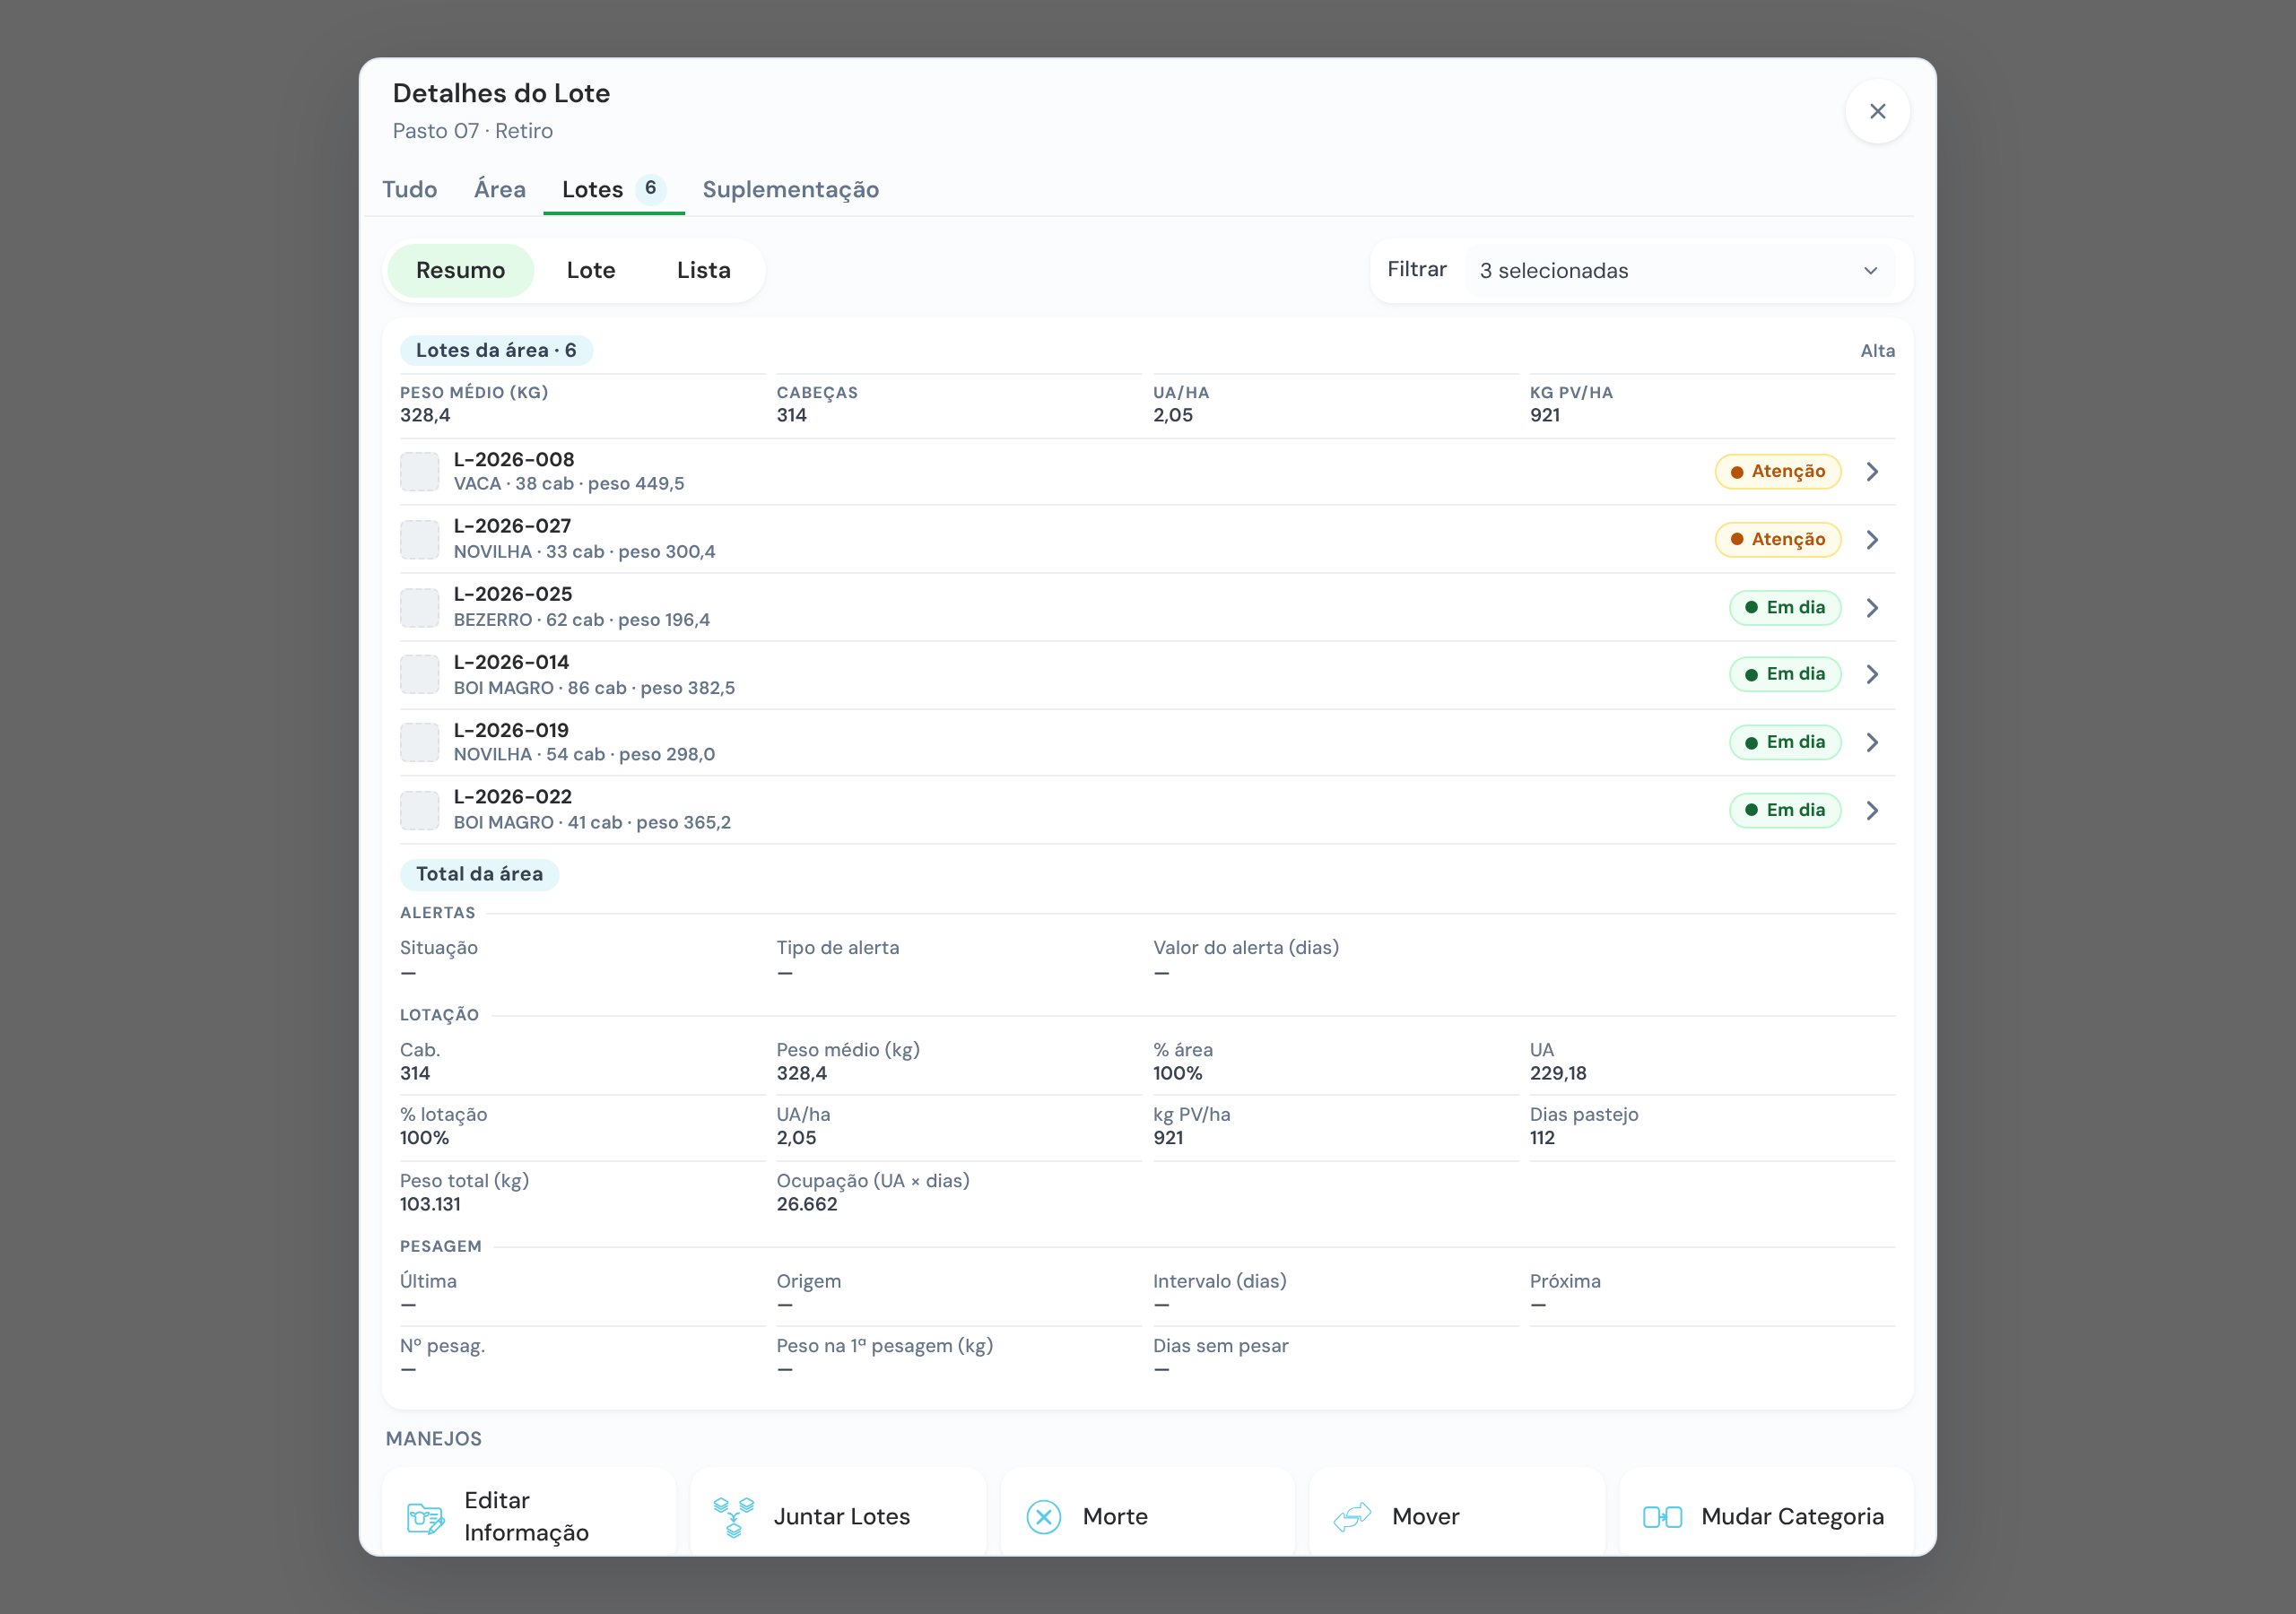 Detalhes do Lote
Pasto 07 · Retiro
Tudo Área Lotes 6 Suplementação
Resumo Lote Lista Filtrar 3 selecionadas
Lotes da área · 6 Alta
PESO MÉDIO (KG) CABEÇAS UA/HA KG PV/HA
328,4 314 2,05 921
L-2026-008
VACA · 38 cab · peso 449,5 Atenção
L-2026-027
NOVILHA · 33 cab · peso 300,4 Atenção
L-2026-025
BEZERRO · 62 cab · peso 196,4 Em dia
L-2026-014
BOI MAGRO · 86 cab · peso 382,5 Em dia
L-2026-019
NOVILHA · 54 cab · peso 298,0 Em dia
L-2026-022
BOI MAGRO · 41 cab · peso 365,2 Em dia
Total da área
ALERTAS
Situação Tipo de alerta Valor do alerta (dias)
— — —
LOTAÇÃO
Cab. Peso médio (kg) % área UA
314 328,4 100% 229,18
% lotação UA/ha kg PV/ha Dias pastejo
100% 2,05 921 112
Peso total (kg) Ocupação (UA × dias)
103.131 26.662
PESAGEM
Última Origem Intervalo (dias) Próxima
— — — —
Nº pesag. Peso na 1ª pesagem (kg) Dias sem pesar
— — —
MANEJOS
Editar Informação Juntar Lotes Morte Mover Mudar Categoria